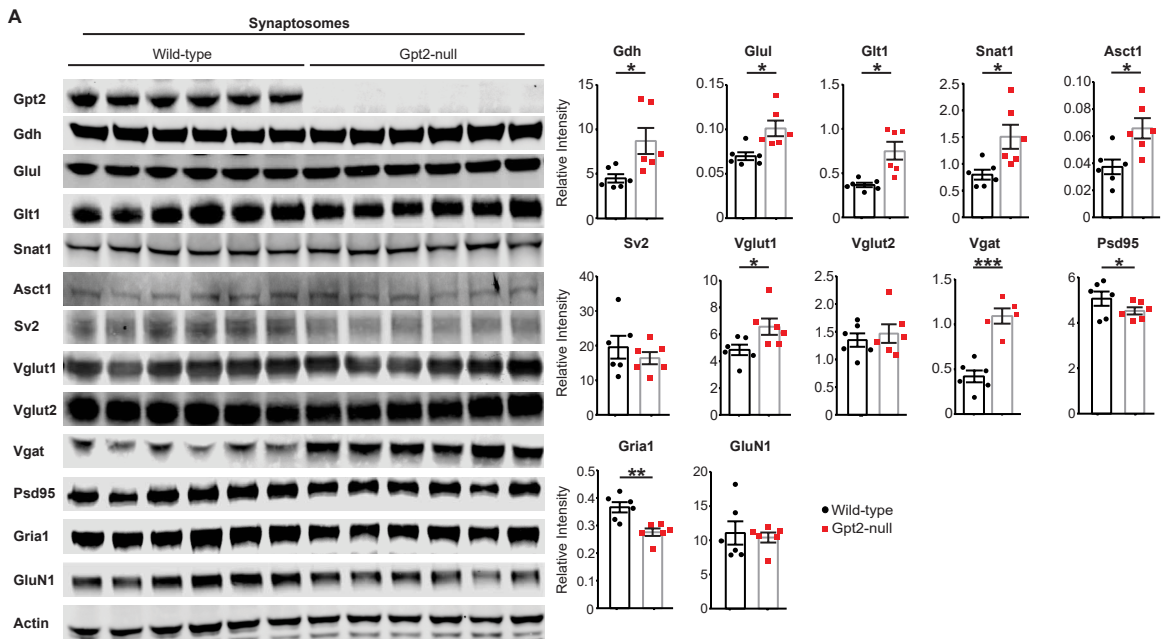 A
Synaptosomes
Wild-type Gpt2-null
Gpt2
Gdh
Glul
Glt1
Snat1
Asct1
Sv2
Vglut1
Vglut2
Vgat
Psd95
Gria1
GluN1
Actin
Gdh Glul Glt1 Snat1 Asct1
* * * * *
Relative Intensity
15 10 5 0
0.15 0.10 0.05 0.00
1.5 1.0 0.5 0
2.5 2.0 1.5 1.0 0.5 0.0
0.10 0.08 0.06 0.04 0.02 0.00
Sv2 Vglut1 Vglut2 Vgat Psd95
* *** *
Relative Intensity
40 30 20 10 0
10 8 6 4 2 0
2.5 2.0 1.5 1.0 0.5 0.0
1.5 1.0 0.5 0
6 4 2 0
Gria1 GluN1
**
Relative Intensity
0.5 0.4 0.3 0.2 0.1 0
20 15 10 5 0
Wild-type
Gpt2-null